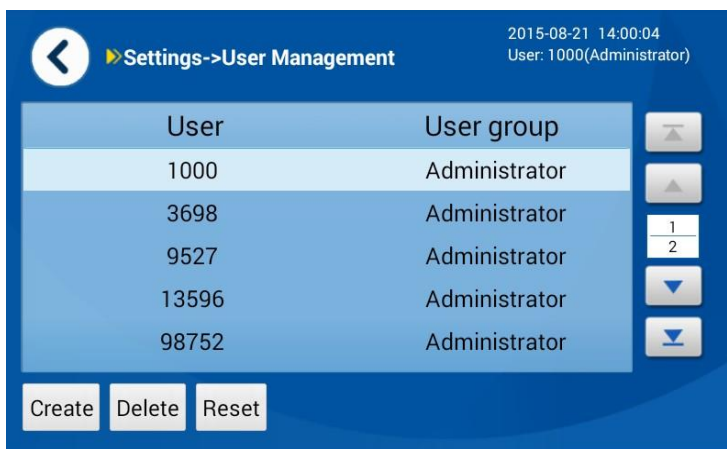 Settings->User Management
2015-08-21 14:00:04
User: 1000(Administrator)
User User group
1000 Administrator
3698 Administrator
9527 Administrator
13596 Administrator
98752 Administrator
1
2
Create Delete Reset